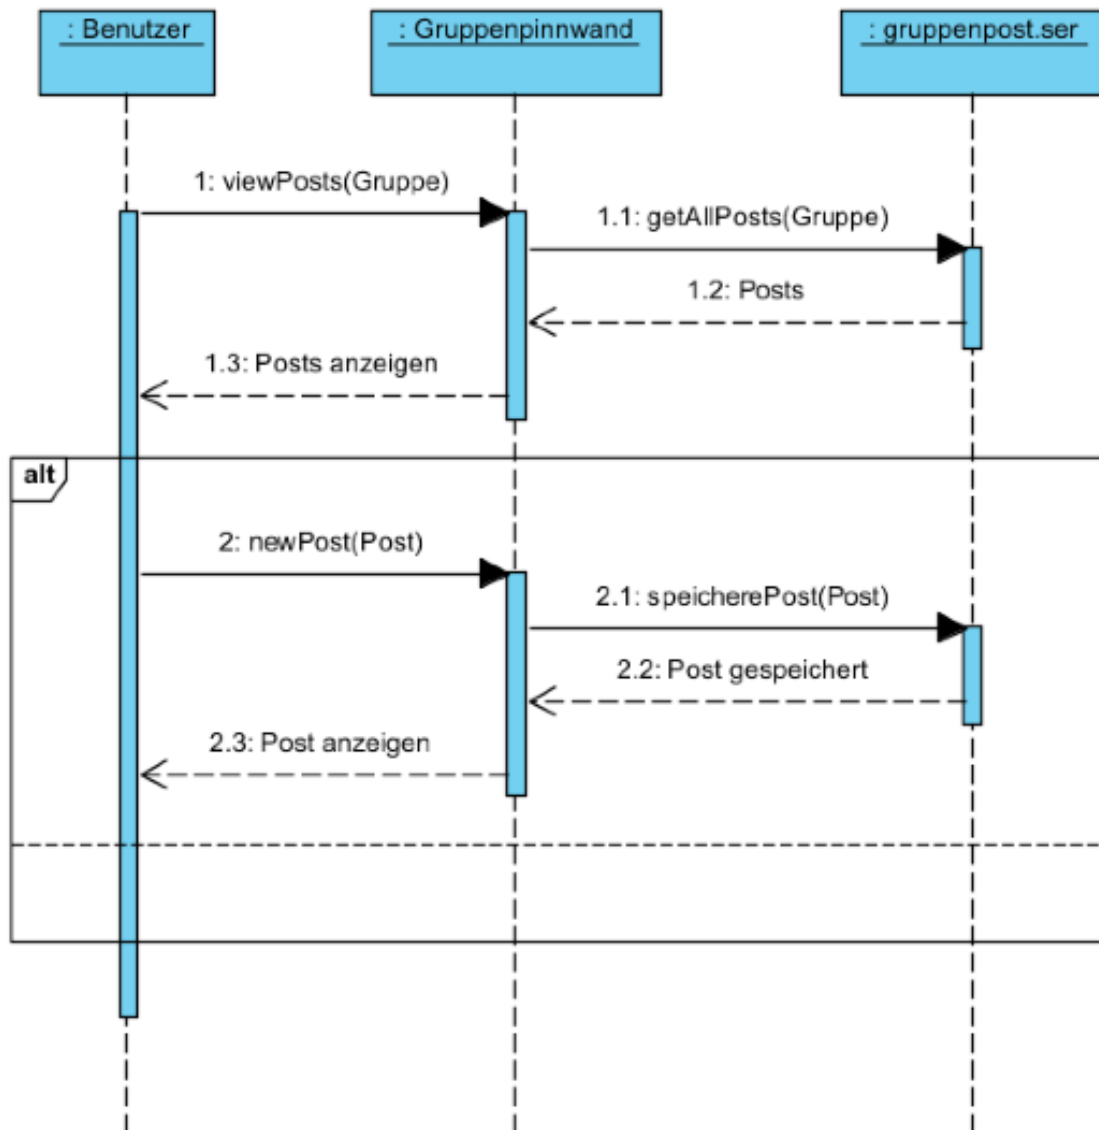 : Benutzer
: Gruppenpinnwand
: gruppenpost.ser
1: viewPosts(Gruppe)
1.1: getAllPosts(Gruppe)
1.2: Posts
1.3: Posts anzeigen
alt
2: newPost(Post)
2.1: speicherePost(Post)
2.2: Post gespeichert
2.3: Post anzeigen